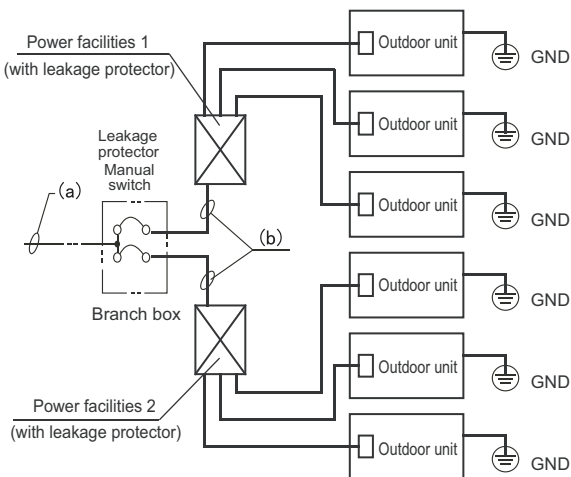 Power facilities 1
(with leakage protector)
Outdoor unit
GND
Outdoor unit
GND
Leakage
protector
Manual
switch
(a)
Outdoor unit
GND
(b)
Branch box
Outdoor unit
GND
Outdoor unit
GND
Power facilities 2
(with leakage protector)
Outdoor unit
GND